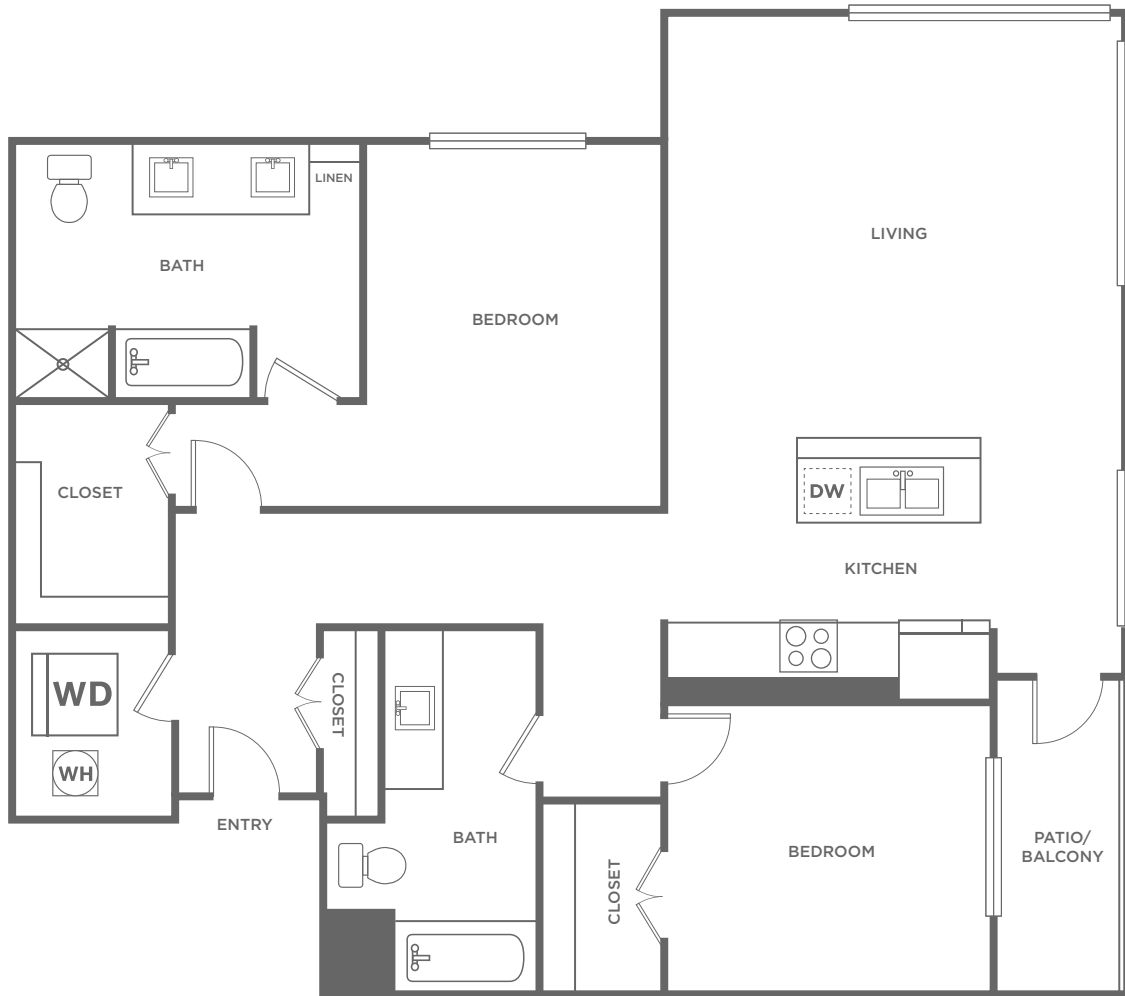 LINEN
LIVING
BATH
BEDROOM
DW
CLOSET
KITCHEN
WD
CLOSET
WH
ENTRY
BATH
BEDROOM
PATIO/
BALCONY
CLOSET